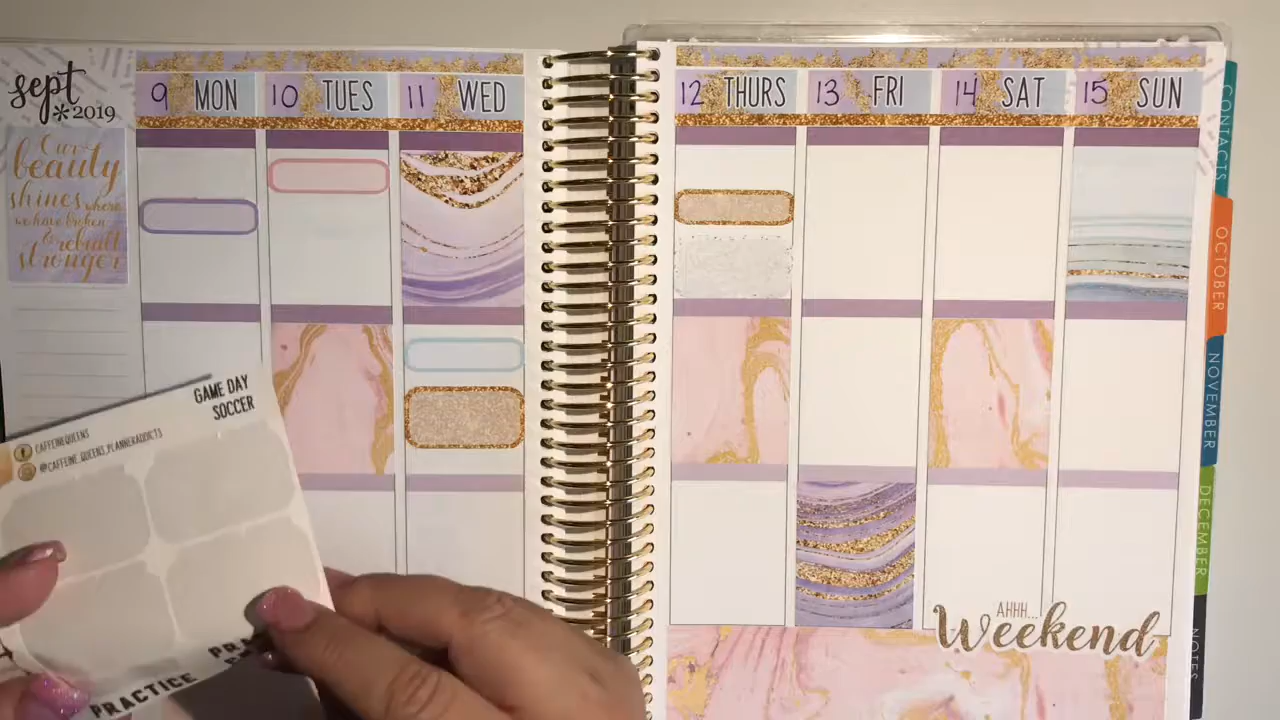 sept
*2019
9 MON
10 TUES
11 WED
12 THURS
13 FRI
14 SAT
15 SUN
Our
beauty
shines where
we have broken
& rebuilt
stronger
GAME DAY
SOCCER
CAFFEINEQUEENS
@CAFFEINE_QUEENS_PLANNERADDICTS
PRACTICE
AHHH...
Weekend
CONTACTS
OCTOBER
NOVEMBER
DECEMBER
NOTES